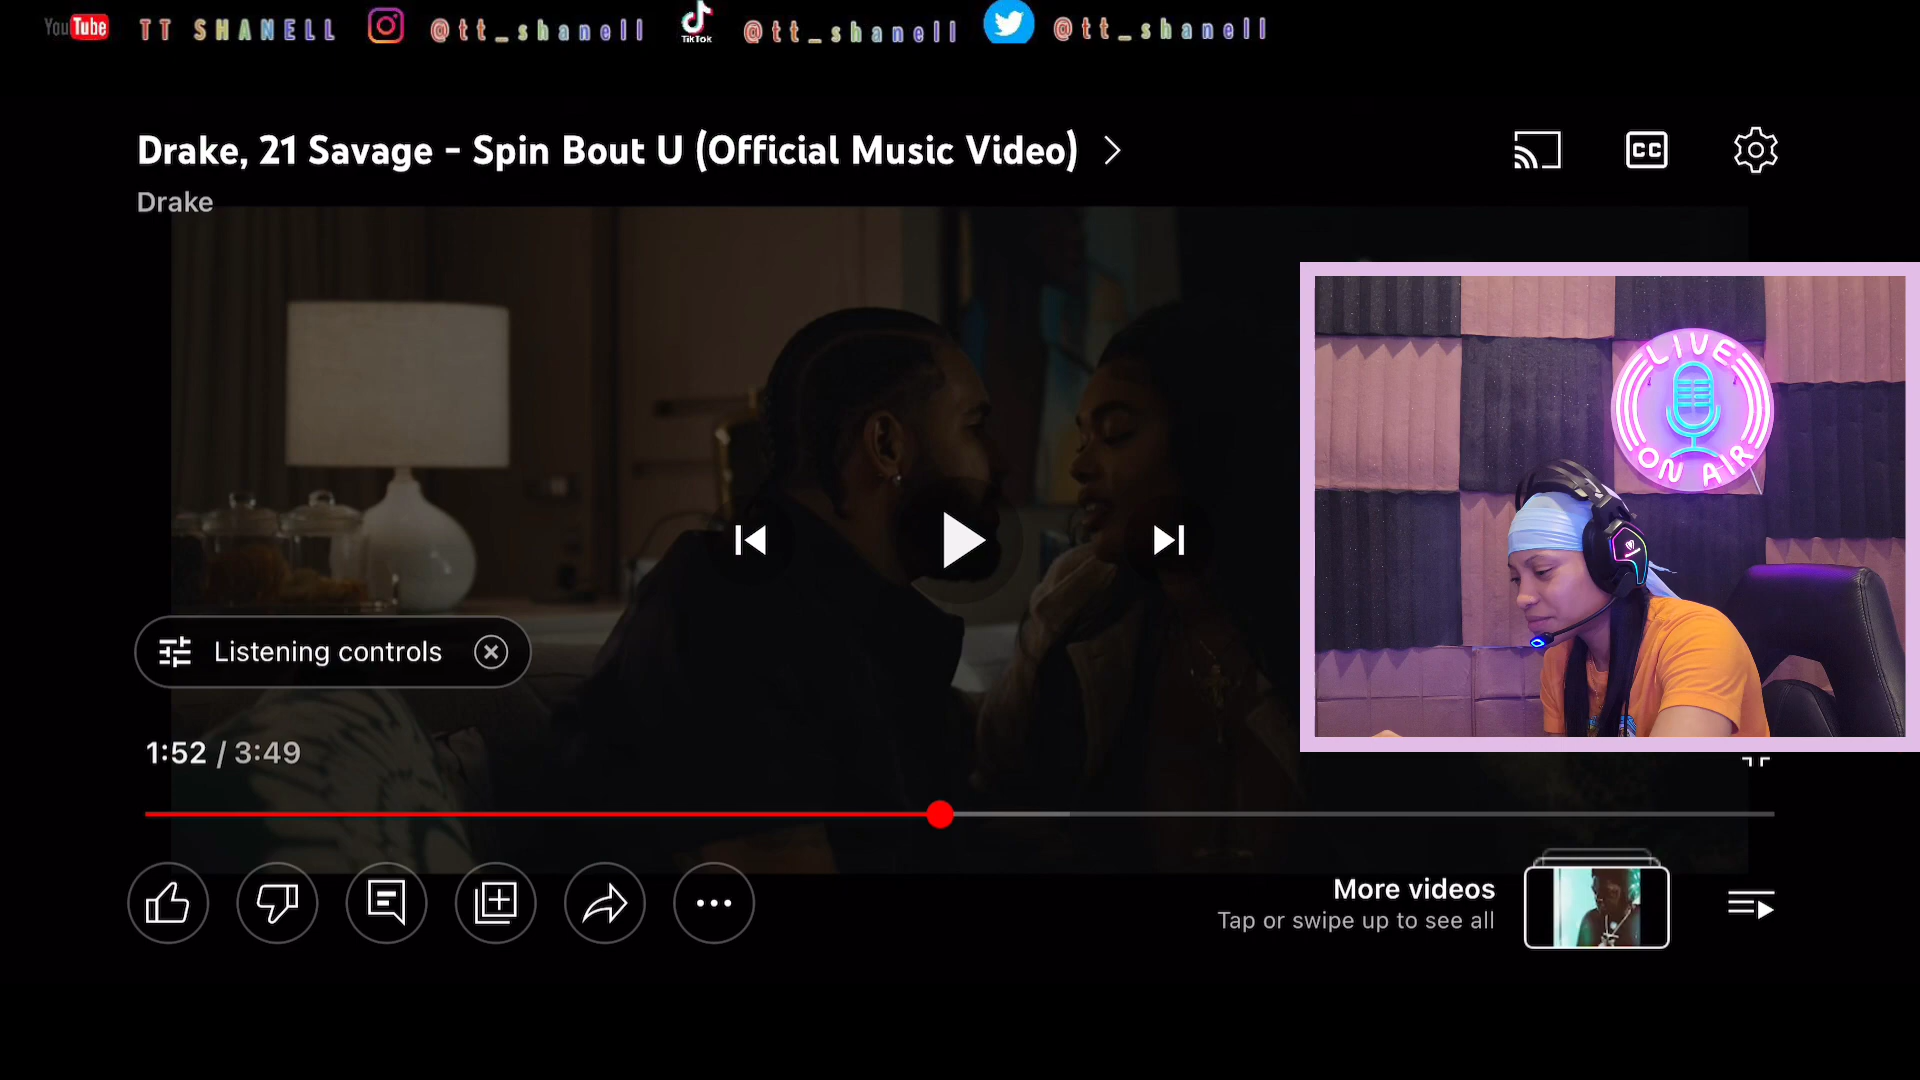 YouTube TT SHANELL @tt_shanell TikTok @tt_shanell @tt_shanell
Drake, 21 Savage - Spin Bout U (Official Music Video)
CC
Drake
LIVE
ON AIR
Listening controls
1:52 / 3:49
More videos
Tap or swipe up to see all